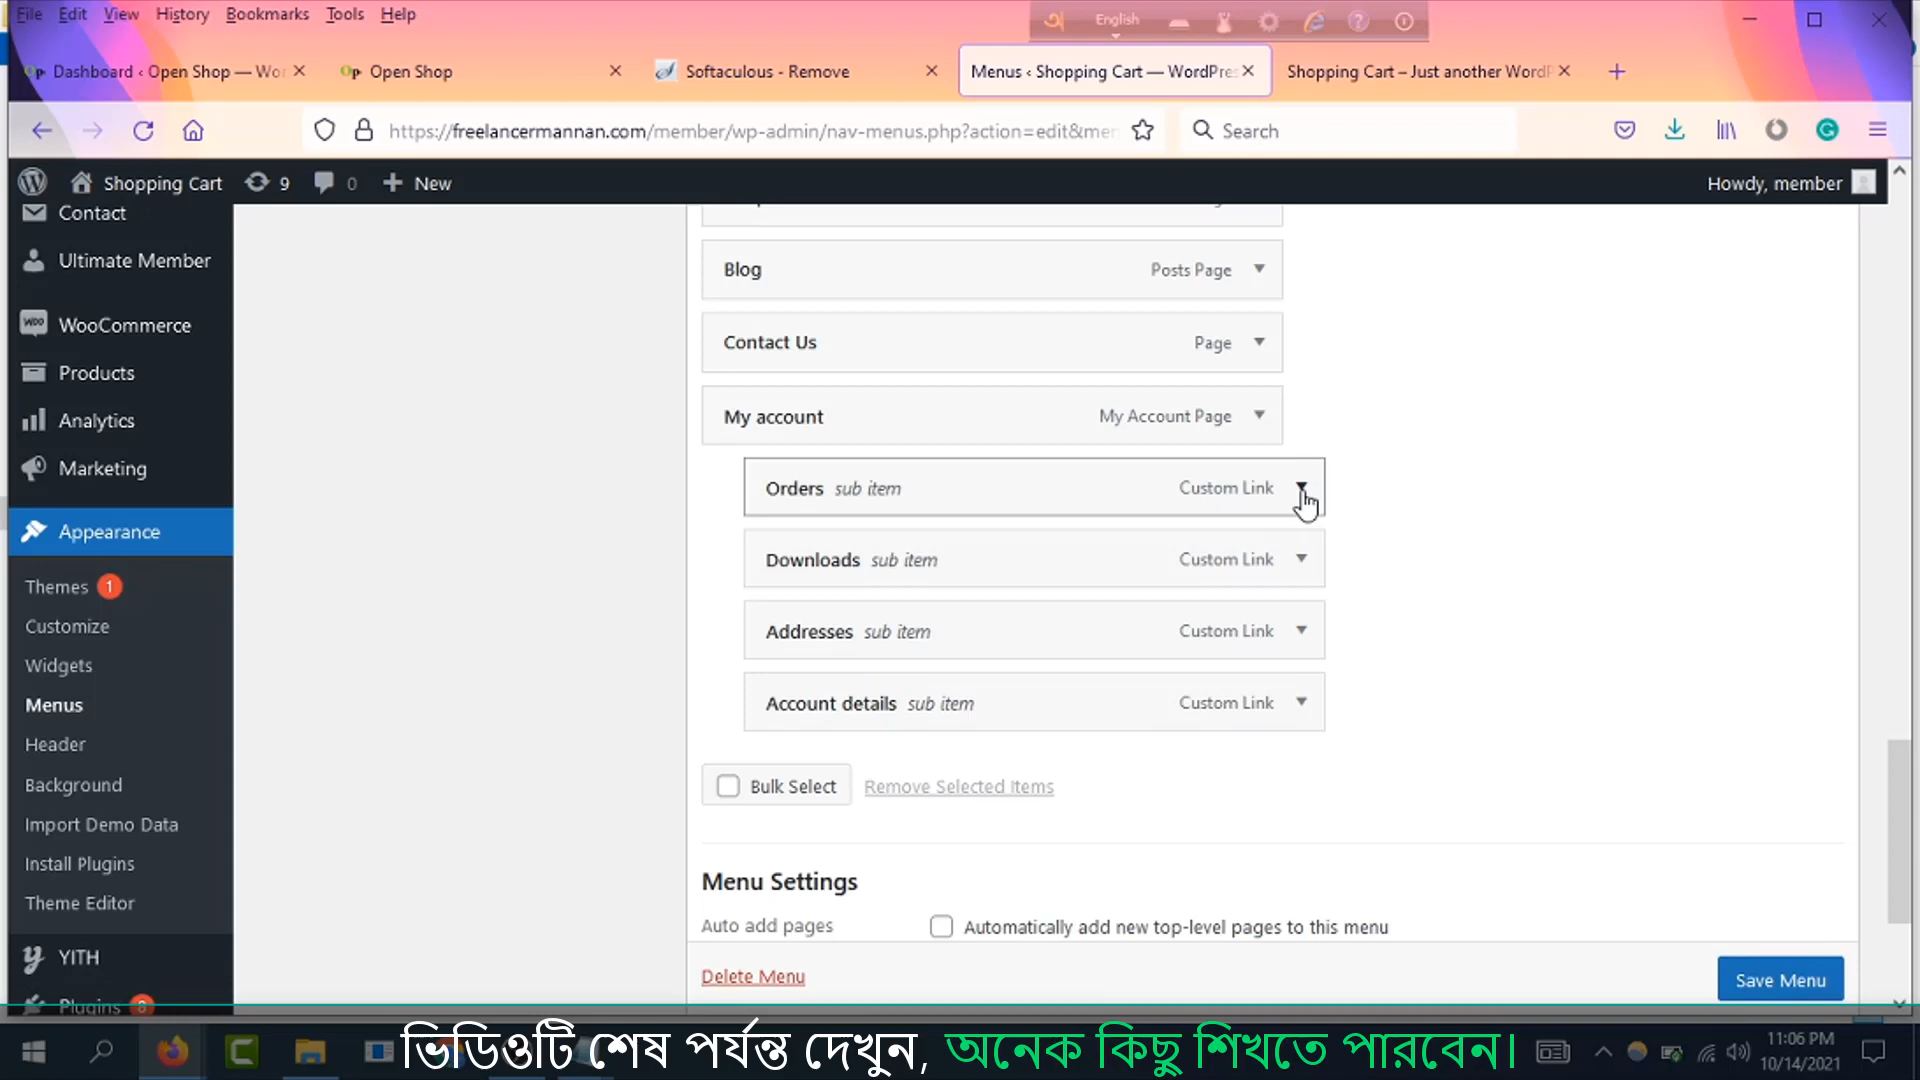 File Edit View History Bookmarks Tools Help
অ English
Dashboard ‹ Open Shop — Wor
Open Shop
Softaculous - Remove
Menus ‹ Shopping Cart — WordPres
Shopping Cart – Just another WordP
https://freelancermannan.com/member/wp-admin/nav-menus.php?action=edit&me
Search
Shopping Cart 9 0 New
Howdy, member
Contact
Ultimate Member
WooCommerce
Products
Analytics
Marketing
Appearance
Themes 1
Customize
Widgets
Menus
Header
Background
Import Demo Data
Install Plugins
Theme Editor
YITH
Plugins
Blog Posts Page
Contact Us Page
My account My Account Page
Orders sub item Custom Link
Downloads sub item Custom Link
Addresses sub item Custom Link
Account details sub item Custom Link
Bulk Select Remove Selected Items
Menu Settings
Auto add pages Automatically add new top-level pages to this menu
Delete Menu Save Menu
ভিডিওটি শেষ পর্যন্ত দেখুন, অনেক কিছু শিখতে পারবেন।
11:06 PM
10/14/2021